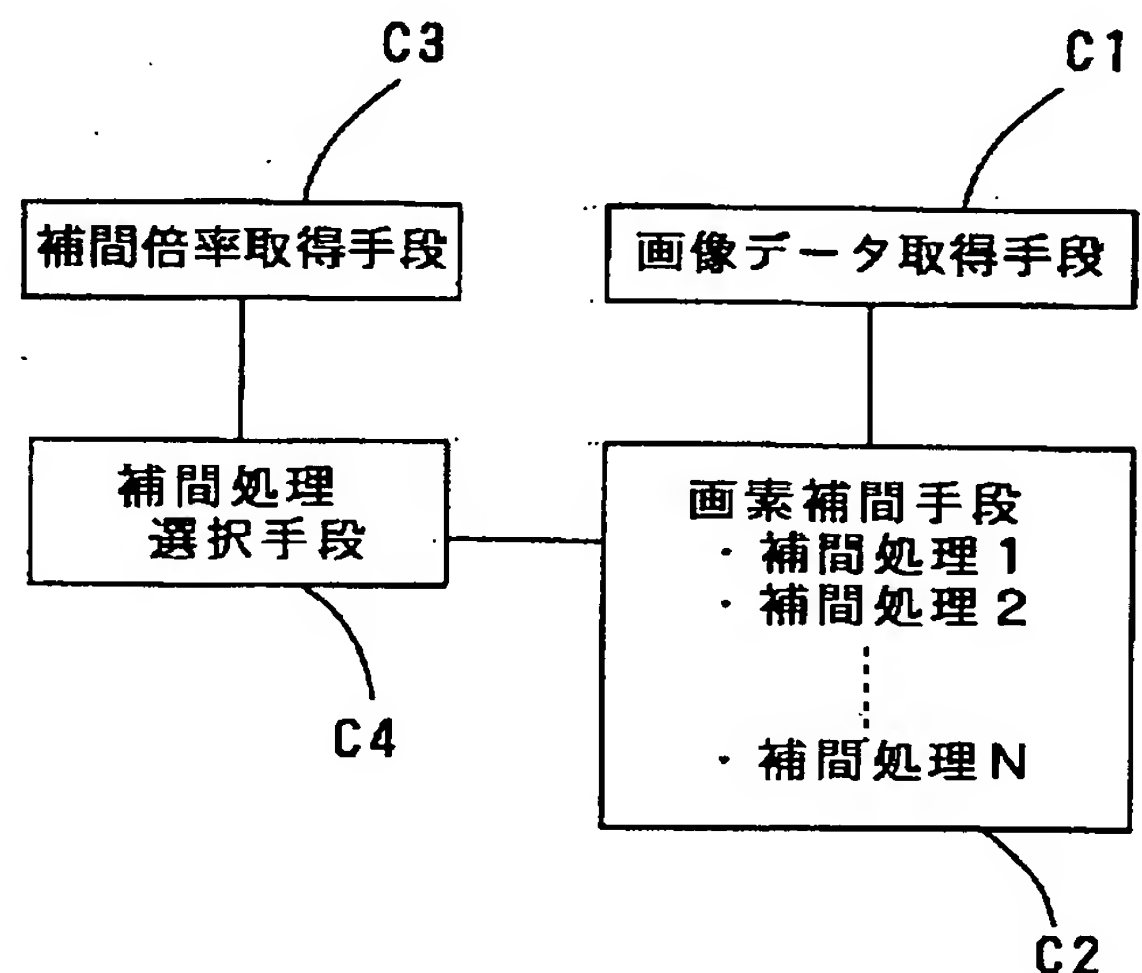 C3
C1
補間倍率取得手段
画像データ取得手段
補間処理
選択手段
画素補間手段
・補間処理1
・補間処理2
・補間処理N
C4
C2